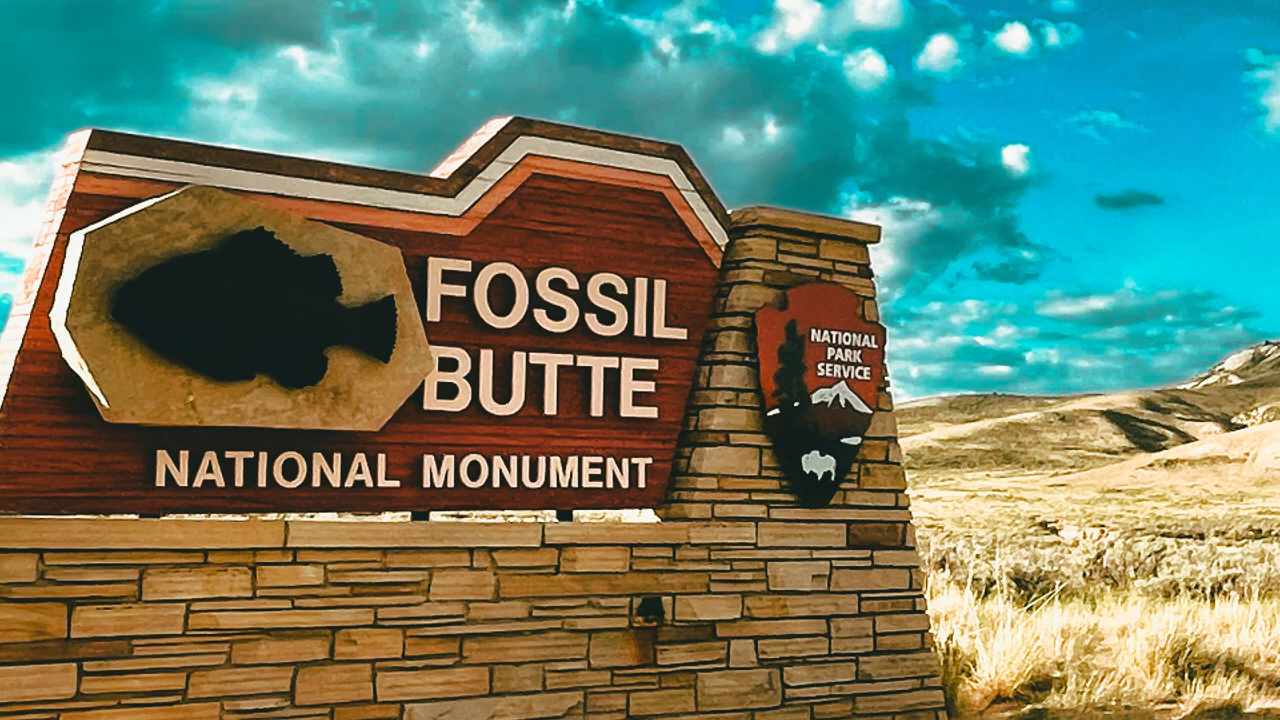 FOSSIL
BUTTE
NATIONAL MONUMENT
NATIONAL
PARK
SERVICE